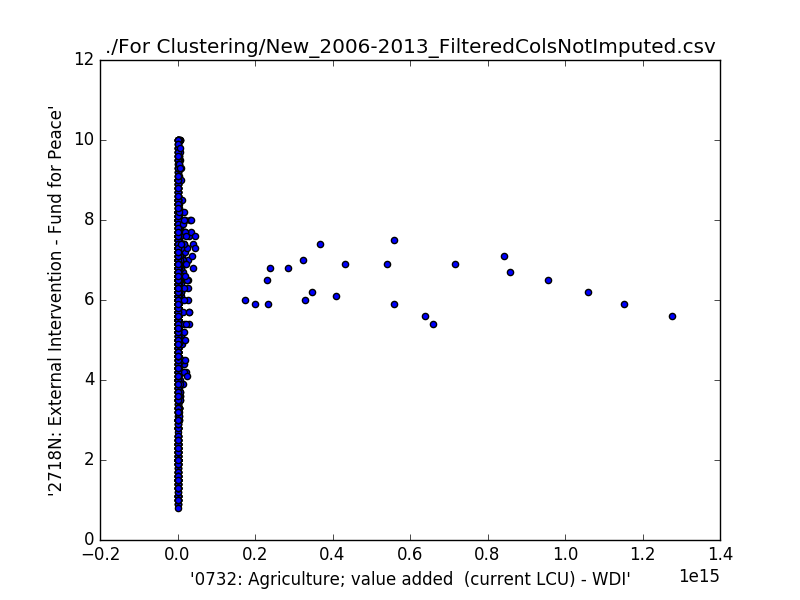 ./For Clustering/New_2006-2013_FilteredColsNotImputed.csv
12
10
8
6
4
2
0
'2718N: External Intervention - Fund for Peace'
−0.2 0.0 0.2 0.4 0.6 0.8 1.0 1.2 1.4
1e15
'0732: Agriculture; value added  (current LCU) - WDI'